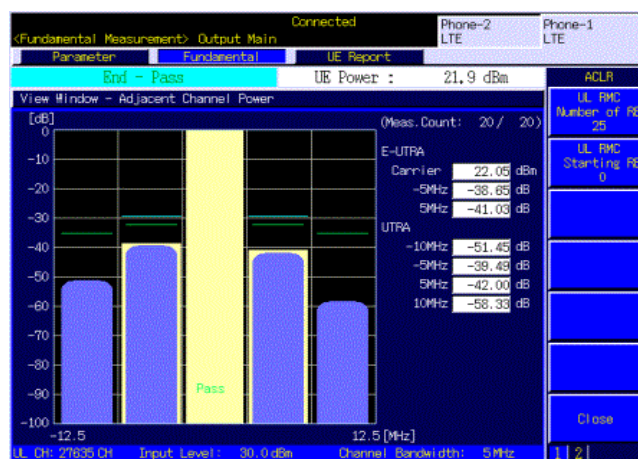 Connected
<Fundamental Measurement> Output Main
Phone-2
LTE
Phone-1
LTE
Parameter
Fundamental
UE Report
End - Pass
UE Power : 21.9 dBm
ACLR
View Window - Adjacent Channel Power
UL RMC
Number of RB
25
UL RMC
Starting RB
0
[dB]
(Meas.Count: 20/ 20)
0
-10
-20
-30
-40
-50
-60
-70
-80
-90
-100
E-UTRA
Carrier 22.05 dBm
-5MHz -38.65 dB
5MHz -41.03 dB
UTRA
-10MHz -51.45 dB
-5MHz -39.49 dB
5MHz -42.00 dB
10MHz -58.33 dB
Pass
-12.5
12.5[MHz]
Close
UL CH: 27635CH Input Level: 30.0dBm Channel Bandwidth: 5MHz
1 2